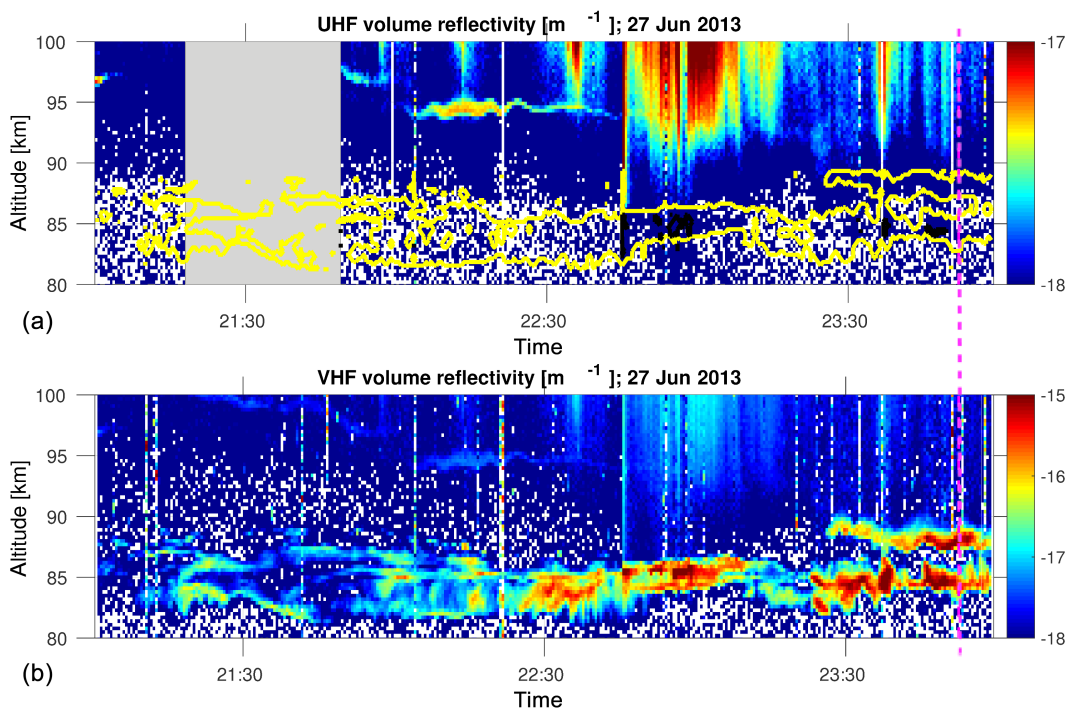 UHF volume reflectivity [m -1 ]; 27 Jun 2013
100
95
90
85
80
Altitude [km]
-17
-18
21:30
22:30
23:30
(a)
Time
VHF volume reflectivity [m -1 ]; 27 Jun 2013
100
95
90
85
80
Altitude [km]
-15
-16
-17
-18
21:30
22:30
23:30
(b)
Time